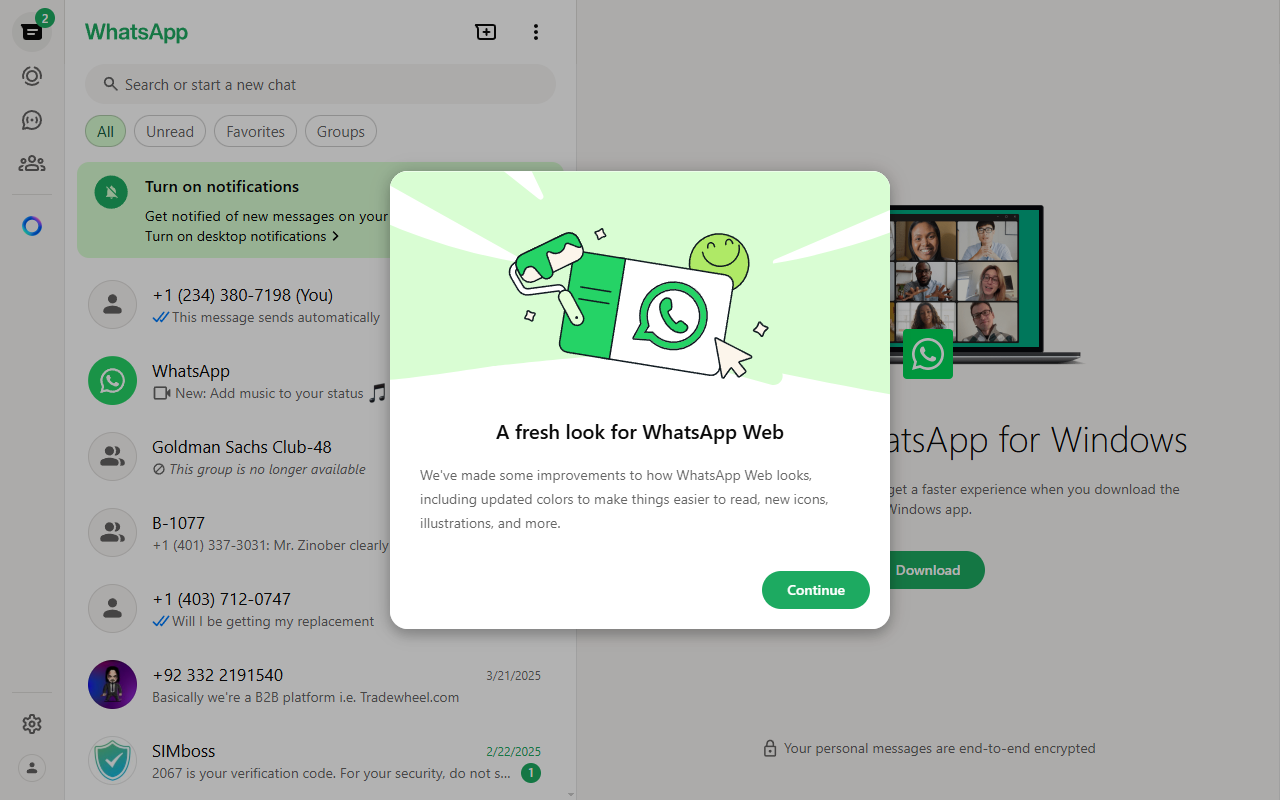 2
WhatsApp
Search or start a new chat
All
Unread
Favorites
Groups
Turn on notifications
Get notified of new messages on your
Turn on desktop notifications
+1 (234) 380-7198 (You)
This message sends automatically
WhatsApp
New: Add music to your status
Goldman Sachs Club-48
This group is no longer available
B-1077
+1 (401) 337-3031: Mr. Zinober clearly
+1 (403) 712-0747
Will I be getting my replacement
+92 332 2191540
3/21/2025
Basically we're a B2B platform i.e. Tradewheel.com
SIMboss
2/22/2025
2067 is your verification code. For your security, do not s...
1
A fresh look for WhatsApp Web
We've made some improvements to how WhatsApp Web looks,
including updated colors to make things easier to read, new icons,
illustrations, and more.
Continue
atsApp for Windows
get a faster experience when you download the
Windows app.
Download
Your personal messages are end-to-end encrypted